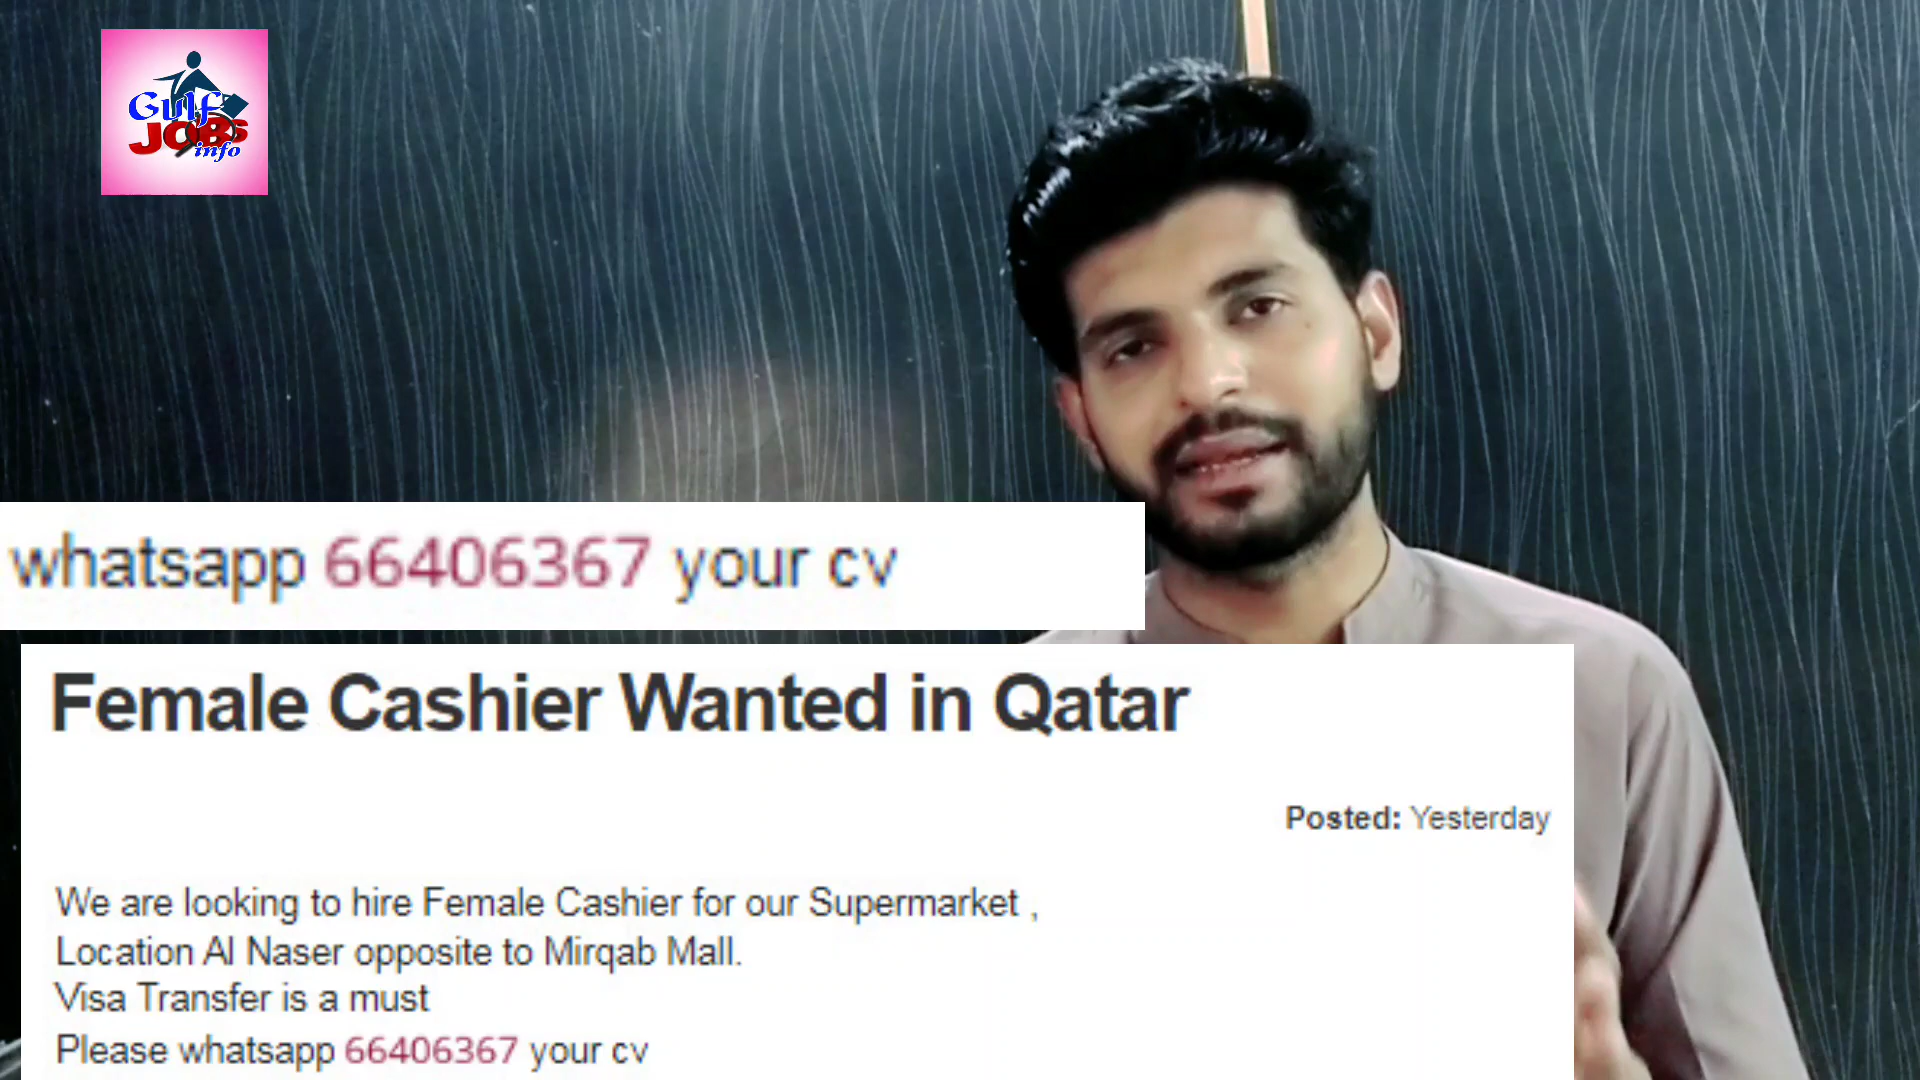 Gulf
JOBS
info
whatsapp 66406367 your cv
Female Cashier Wanted in Qatar
Posted: Yesterday
We are looking to hire Female Cashier for our Supermarket ,
Location Al Naser opposite to Mirqab Mall.
Visa Transfer is a must
Please whatsapp 66406367 your cv